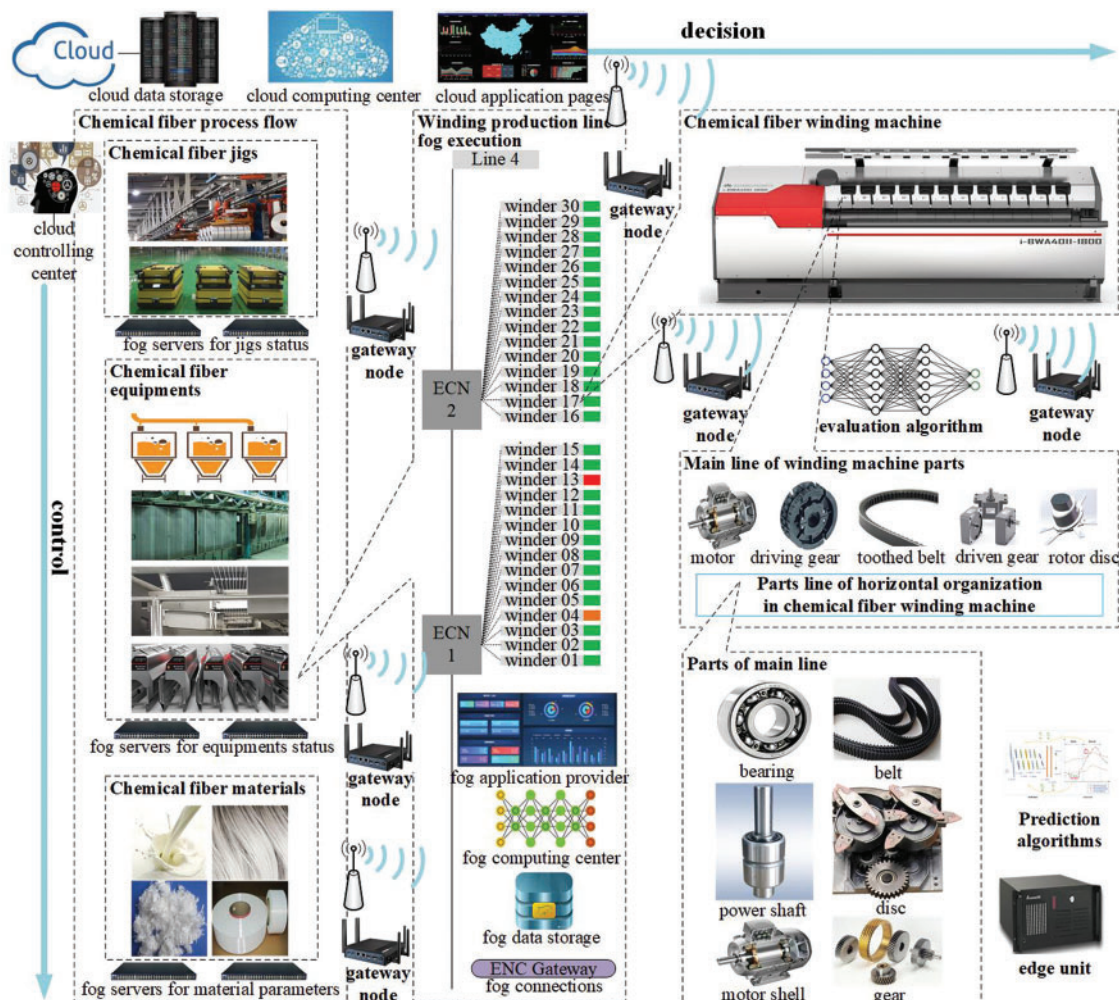 Cloud
cloud data storage
cloud computing center
cloud application pages
decision
cloud
controlling
center
control
Chemical fiber process flow
Chemical fiber jigs
fog servers for jigs status
Chemical fiber
equipments
fog servers for equipments status
Chemical fiber materials
fog servers for material parameters
gateway
node
gateway
node
gateway
node
Winding production line
fog execution
Line 4
gateway
node
winder 30
winder 29
winder 28
winder 27
winder 26
winder 25
winder 24
winder 23
winder 22
winder 21
winder 20
winder 19
winder 18
winder 17
winder 16
ECN
2
winder 15
winder 14
winder 13
winder 12
winder 11
winder 10
winder 09
winder 08
winder 07
winder 06
winder 05
winder 04
winder 03
winder 02
winder 01
ECN
1
fog application provider
fog computing center
fog data storage
ENC Gateway
fog connections
Chemical fiber winding machine
i-BWA40II-1800
gateway
node
evaluation algorithm
gateway
node
Main line of winding machine parts
motor
driving gear
toothed belt
driven gear
rotor disc
Parts line of horizontal organization
in chemical fiber winding machine
Parts of main line
bearing
belt
power shaft
disc
motor shell
gear
Prediction
algorithms
edge unit